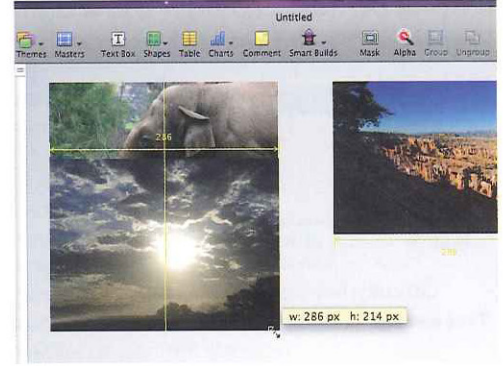 Untitled
Themes Masters Text Box Shapes Table Charts Comment Smart Builds Mask Alpha Group Ungroup
286
286
w: 286 px h: 214 px